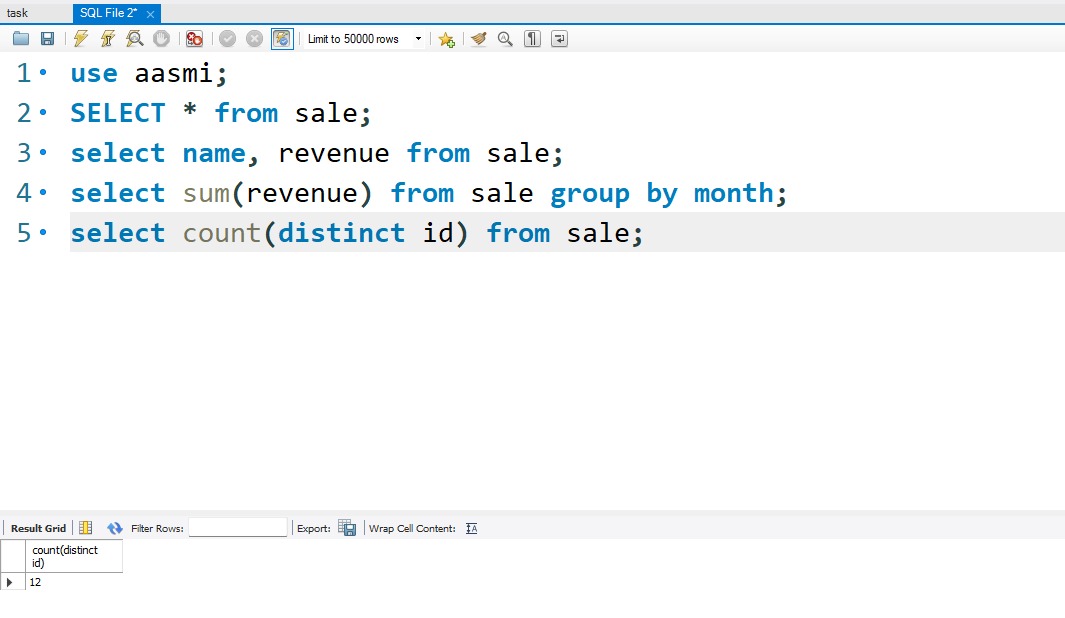 task
SQL File 2*
Limit to 50000 rows
1 use aasmi;
2 SELECT * from sale;
3 select name, revenue from sale;
4 select sum(revenue) from sale group by month;
5 select count(distinct id) from sale;
Result Grid Filter Rows: Export: Wrap Cell Content:
count(distinct
id)
12